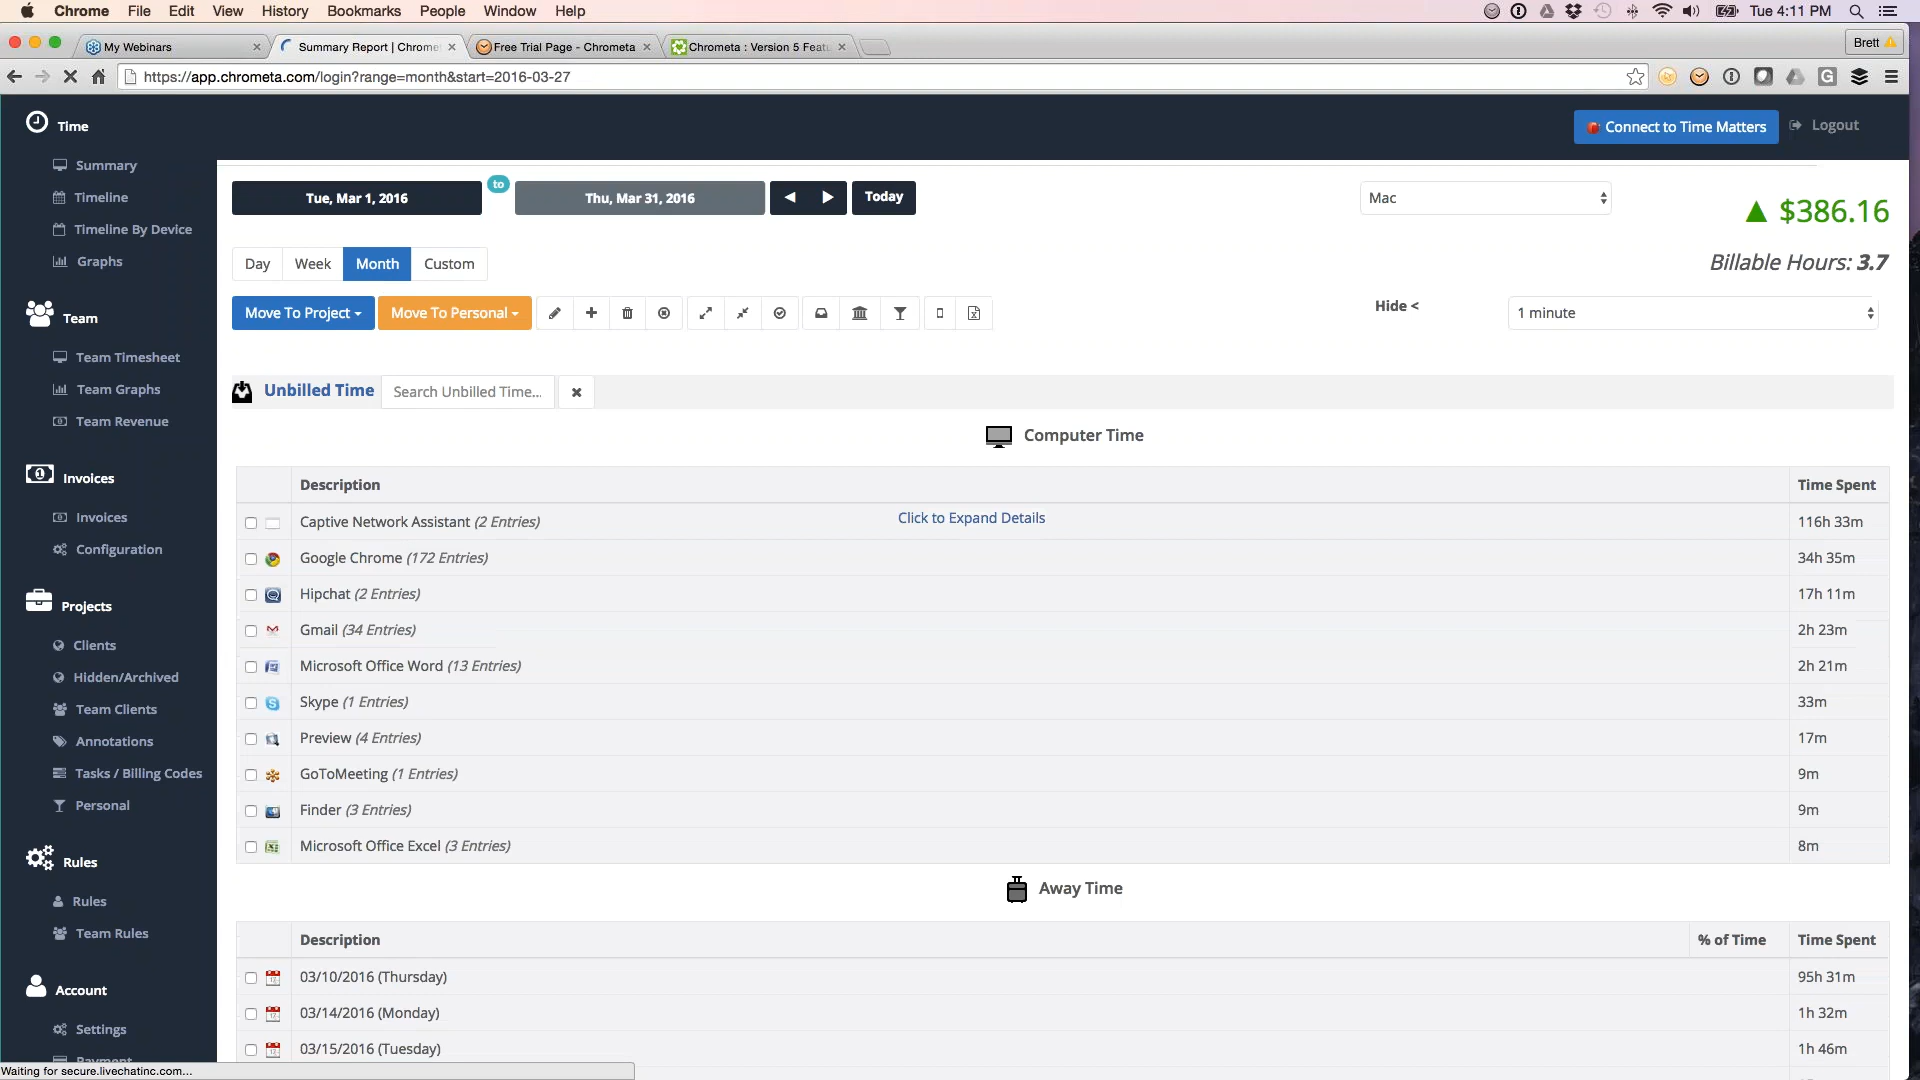 Chrome File Edit View History Bookmarks People Window Help Tue 4:11 PM
My Webinars Summary Report | Chrome Free Trial Page - Chrometa Chrometa : Version 5 Feat Brett
https://app.chrometa.com/login?range=month&start=2016-03-27
Time
Connect to Time Matters Logout
Summary
Timeline
Timeline By Device
Graphs
Team
Team Timesheet
Team Graphs
Team Revenue
Invoices
Invoices
Configuration
Projects
Clients
Hidden/Archived
Team Clients
Annotations
Tasks / Billing Codes
Personal
Rules
Rules
Team Rules
Account
Settings
Payment
Tue, Mar 1, 2016 to Thu, Mar 31, 2016 Today Mac
$386.16
Day Week Month Custom
Billable Hours: 3.7
Move To Project Move To Personal Hide < 1 minute
Unbilled Time Search Unbilled Time...
Computer Time
Description Time Spent
Captive Network Assistant (2 Entries) Click to Expand Details 116h 33m
Google Chrome (172 Entries) 34h 35m
Hipchat (2 Entries) 17h 11m
Gmail (34 Entries) 2h 23m
Microsoft Office Word (13 Entries) 2h 21m
Skype (1 Entries) 33m
Preview (4 Entries) 17m
GoToMeeting (1 Entries) 9m
Finder (3 Entries) 9m
Microsoft Office Excel (3 Entries) 8m
Away Time
Description % of Time Time Spent
03/10/2016 (Thursday) 95h 31m
03/14/2016 (Monday) 1h 32m
03/15/2016 (Tuesday) 1h 46m
Waiting for secure.livechatinc.com...